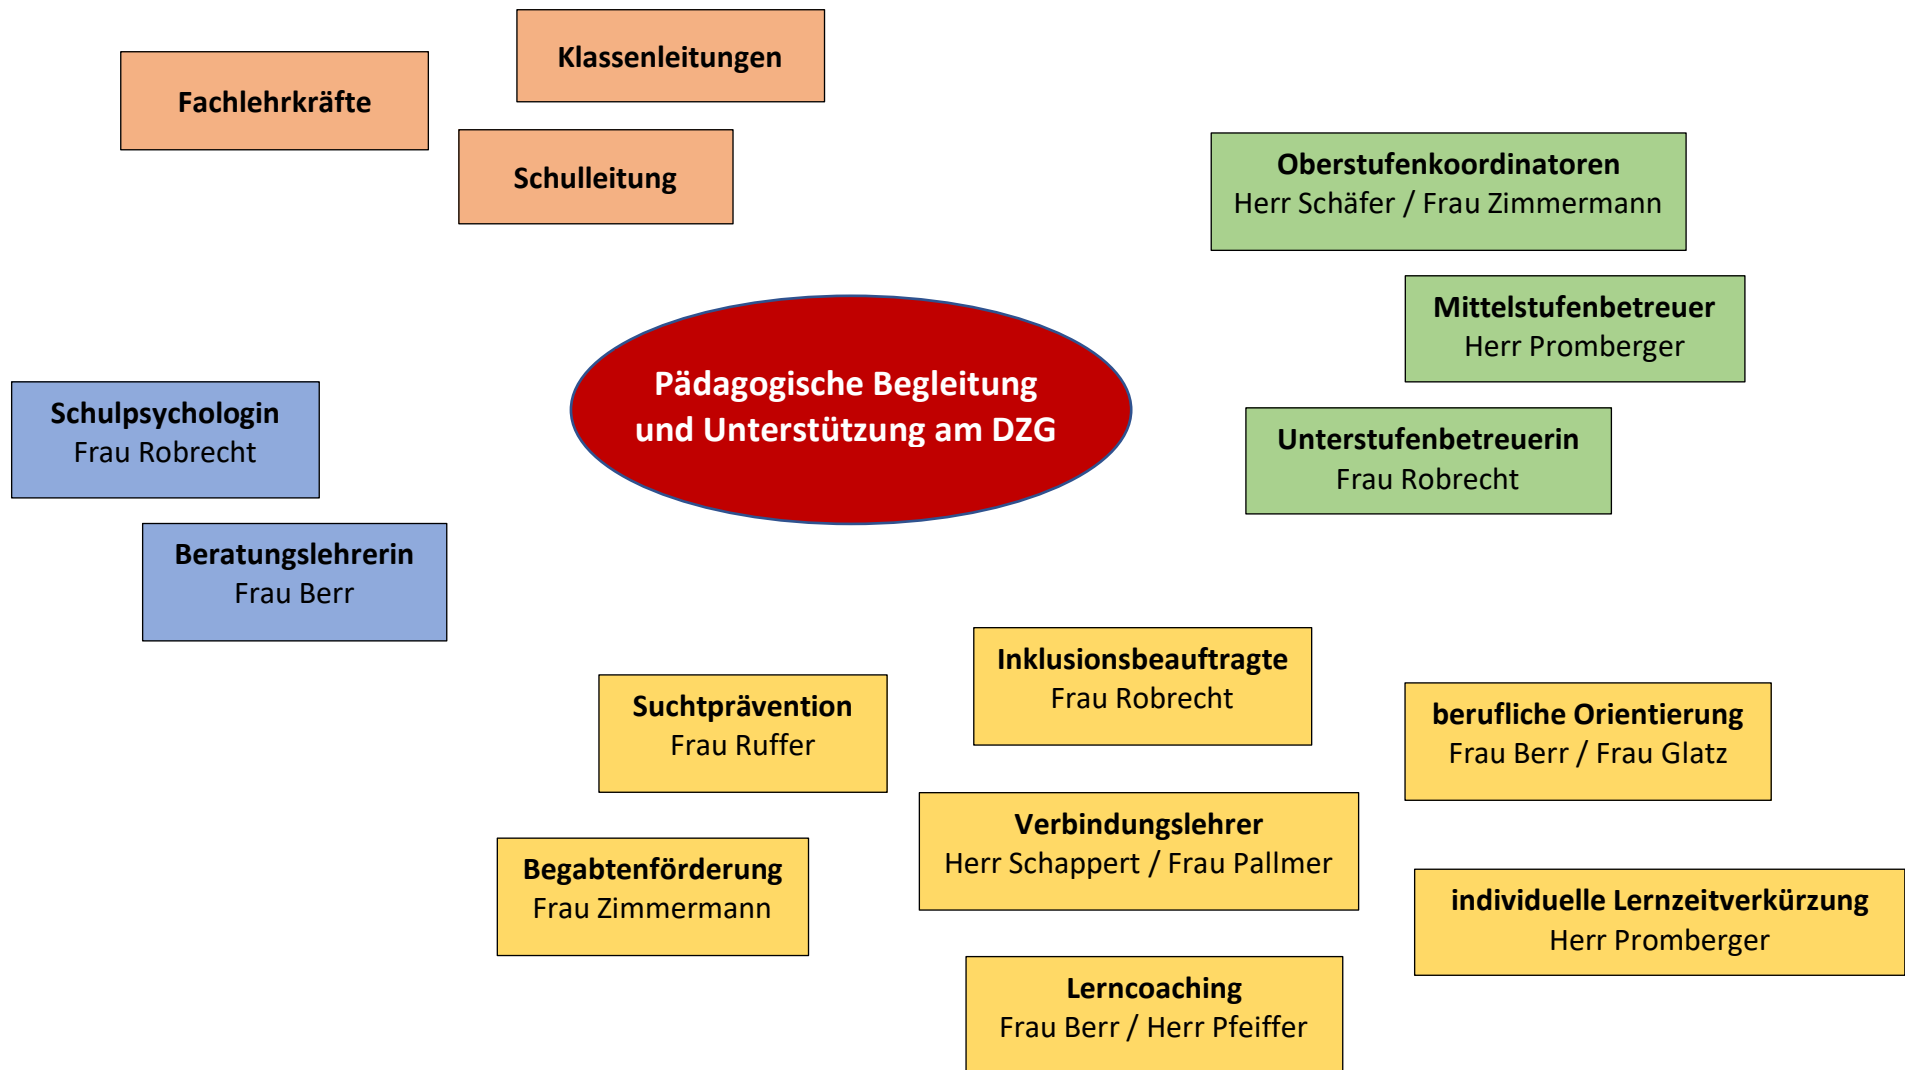 Klassenleitungen
Fachlehrkräfte
Schulleitung
Oberstufenkoordinatoren
Herr Schäfer / Frau Zimmermann
Mittelstufenbetreuer
Herr Promberger
Pädagogische Begleitung
und Unterstützung am DZG
Schulpsychologin
Frau Robrecht
Unterstufenbetreuerin
Frau Robrecht
Beratungslehrerin
Frau Berr
Inklusionsbeauftragte
Frau Robrecht
Suchtprävention
Frau Ruffer
berufliche Orientierung
Frau Berr / Frau Glatz
Verbindungslehrer
Herr Schappert / Frau Pallmer
Begabtenförderung
Frau Zimmermann
individuelle Lernzeitverkürzung
Herr Promberger
Lerncoaching
Frau Berr / Herr Pfeiffer